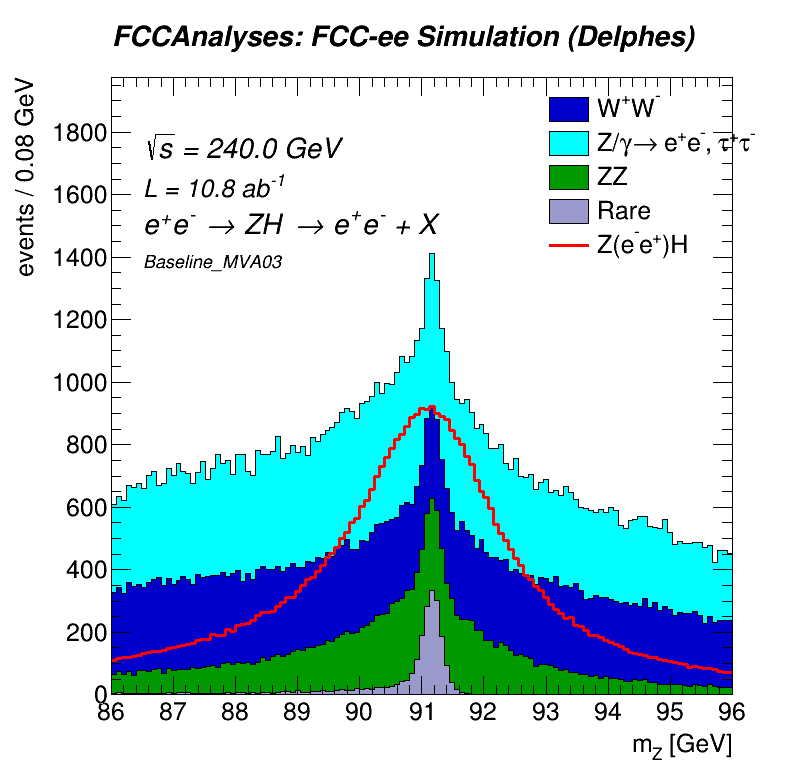 FCCAnalyses: FCC-ee Simulation (Delphes)
events / 0.08 GeV
1800
1600
1400
1200
1000
800
600
400
200
0
√s = 240.0 GeV
L = 10.8 ab⁻¹
e⁺e⁻ → ZH → e⁺e⁻ + X
Baseline_MVA03
W⁺W⁻
Z/γ→ e⁺e⁻, τ⁺τ⁻
ZZ
Rare
Z(e⁻e⁺)H
86 87 88 89 90 91 92 93 94 95 96
m_Z [GeV]